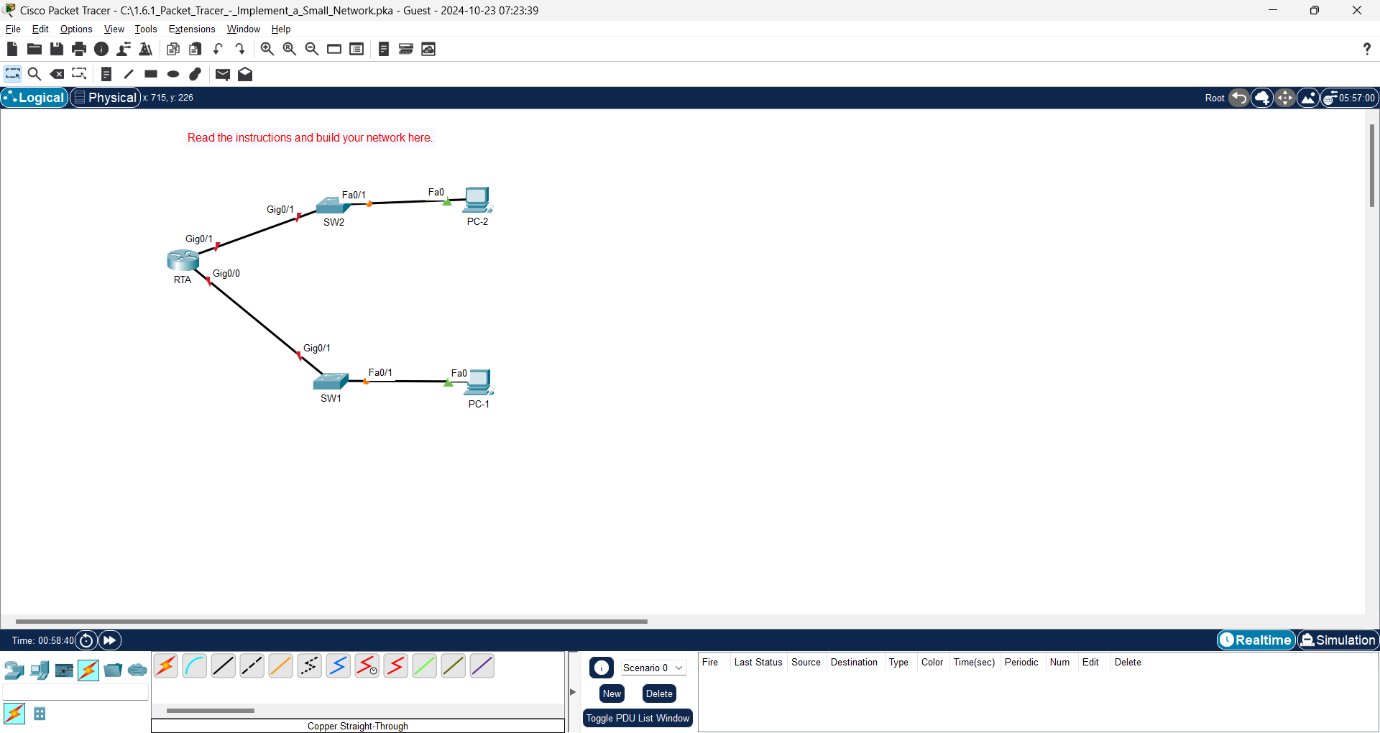 Cisco Packet Tracer - C:\1.6.1_Packet_Tracer_-_Implement_a_Small_Network.pka - Guest - 2024-10-23 07:23:39
File Edit Options View Tools Extensions Window Help
?
Logical Physical x: 715, y: 226 Root 05:57:00
Read the instructions and build your network here.
Fa0/1 Fa0
Gig0/1 SW2 PC-2
Gig0/1
Gig0/0
RTA
Gig0/1
Fa0/1 Fa0
SW1 PC-1
Time: 00:58:40 Realtime Simulation
Scenario 0 Fire Last Status Source Destination Type Color Time(sec) Periodic Num Edit Delete
New Delete
Toggle PDU List Window
Copper Straight-Through